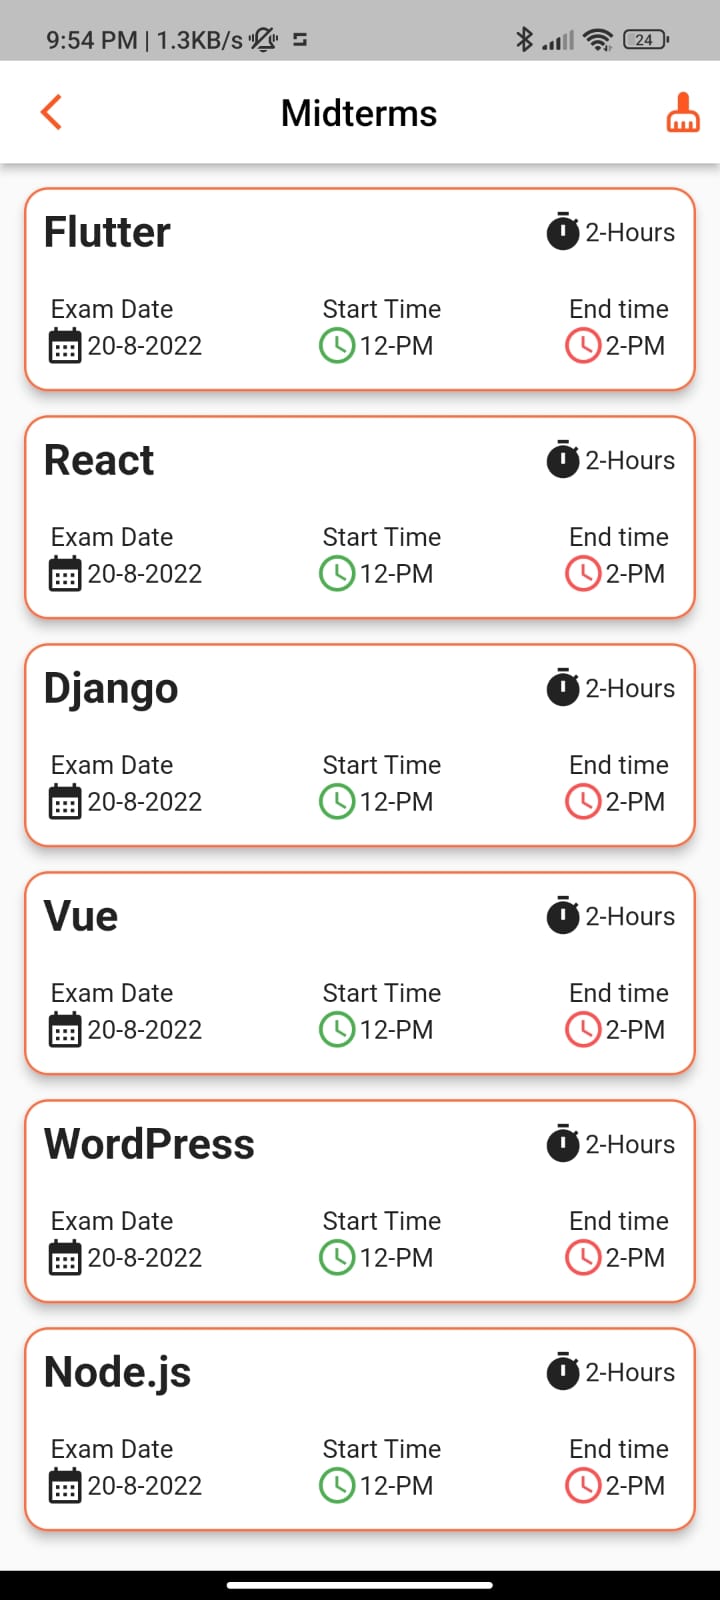 9:54 PM | 1.3KB/s
24
Midterms
Flutter
2-Hours
Exam Date Start Time End time
20-8-2022 12-PM 2-PM
React
2-Hours
Exam Date Start Time End time
20-8-2022 12-PM 2-PM
Django
2-Hours
Exam Date Start Time End time
20-8-2022 12-PM 2-PM
Vue
2-Hours
Exam Date Start Time End time
20-8-2022 12-PM 2-PM
WordPress
2-Hours
Exam Date Start Time End time
20-8-2022 12-PM 2-PM
Node.js
2-Hours
Exam Date Start Time End time
20-8-2022 12-PM 2-PM